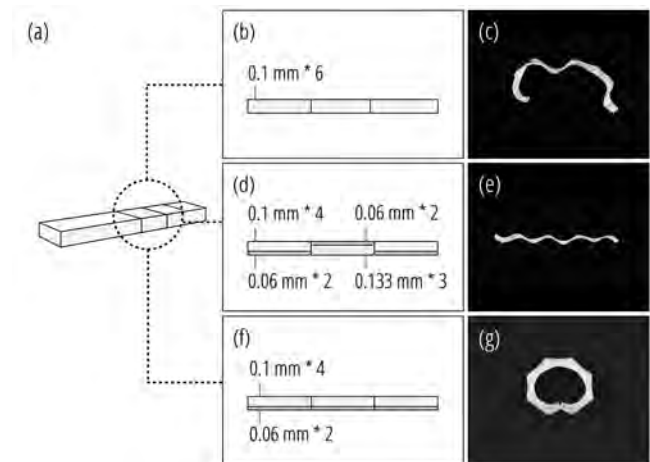 (a)
(b)
0.1 mm * 6
(c)
(d)
0.1 mm * 4
0.06 mm * 2
0.06 mm * 2
0.133 mm * 3
(e)
(f)
0.1 mm * 4
0.06 mm * 2
(g)